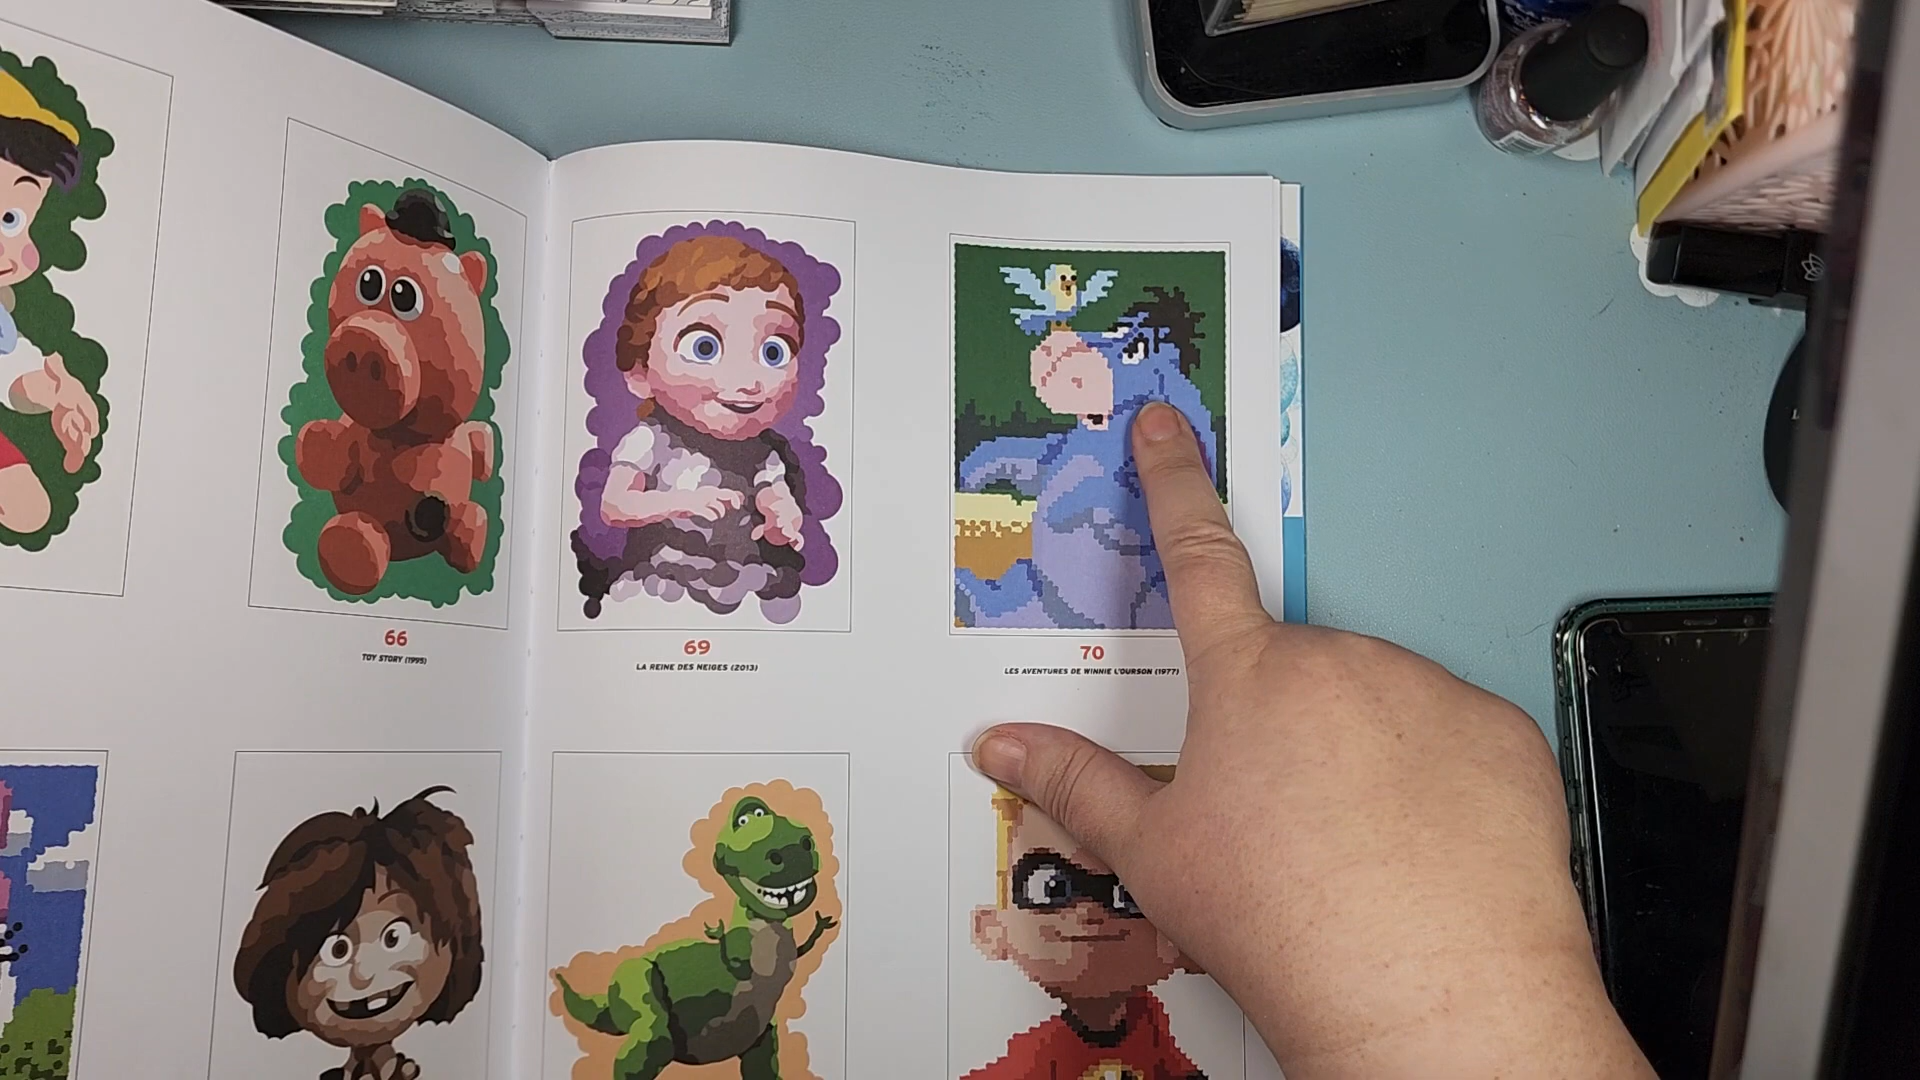 66
TOY STORY (1995)
69
LA REINE DES NEIGES (2013)
70
LES AVENTURES DE WINNIE L'OURSON (1977)